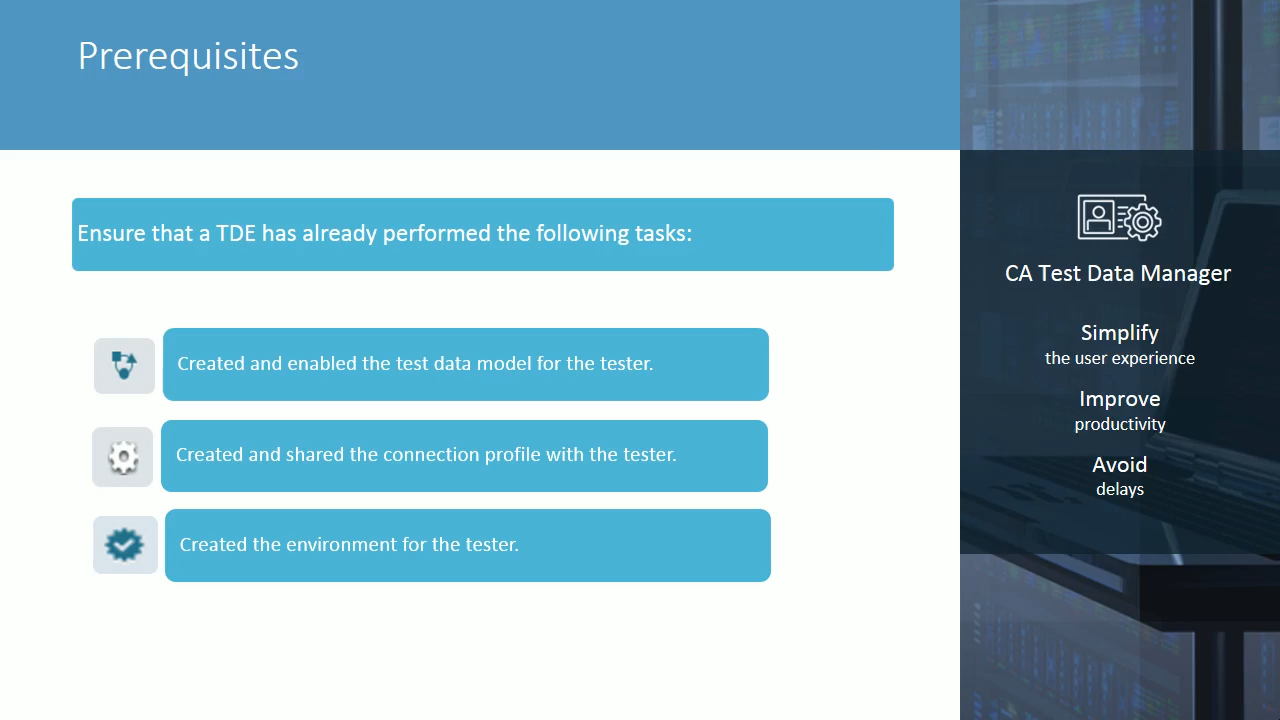 Prerequisites
Ensure that a TDE has already performed the following tasks:
Created and enabled the test data model for the tester.
Created and shared the connection profile with the tester.
Created the environment for the tester.
CA Test Data Manager
Simplify
the user experience
Improve
productivity
Avoid
delays